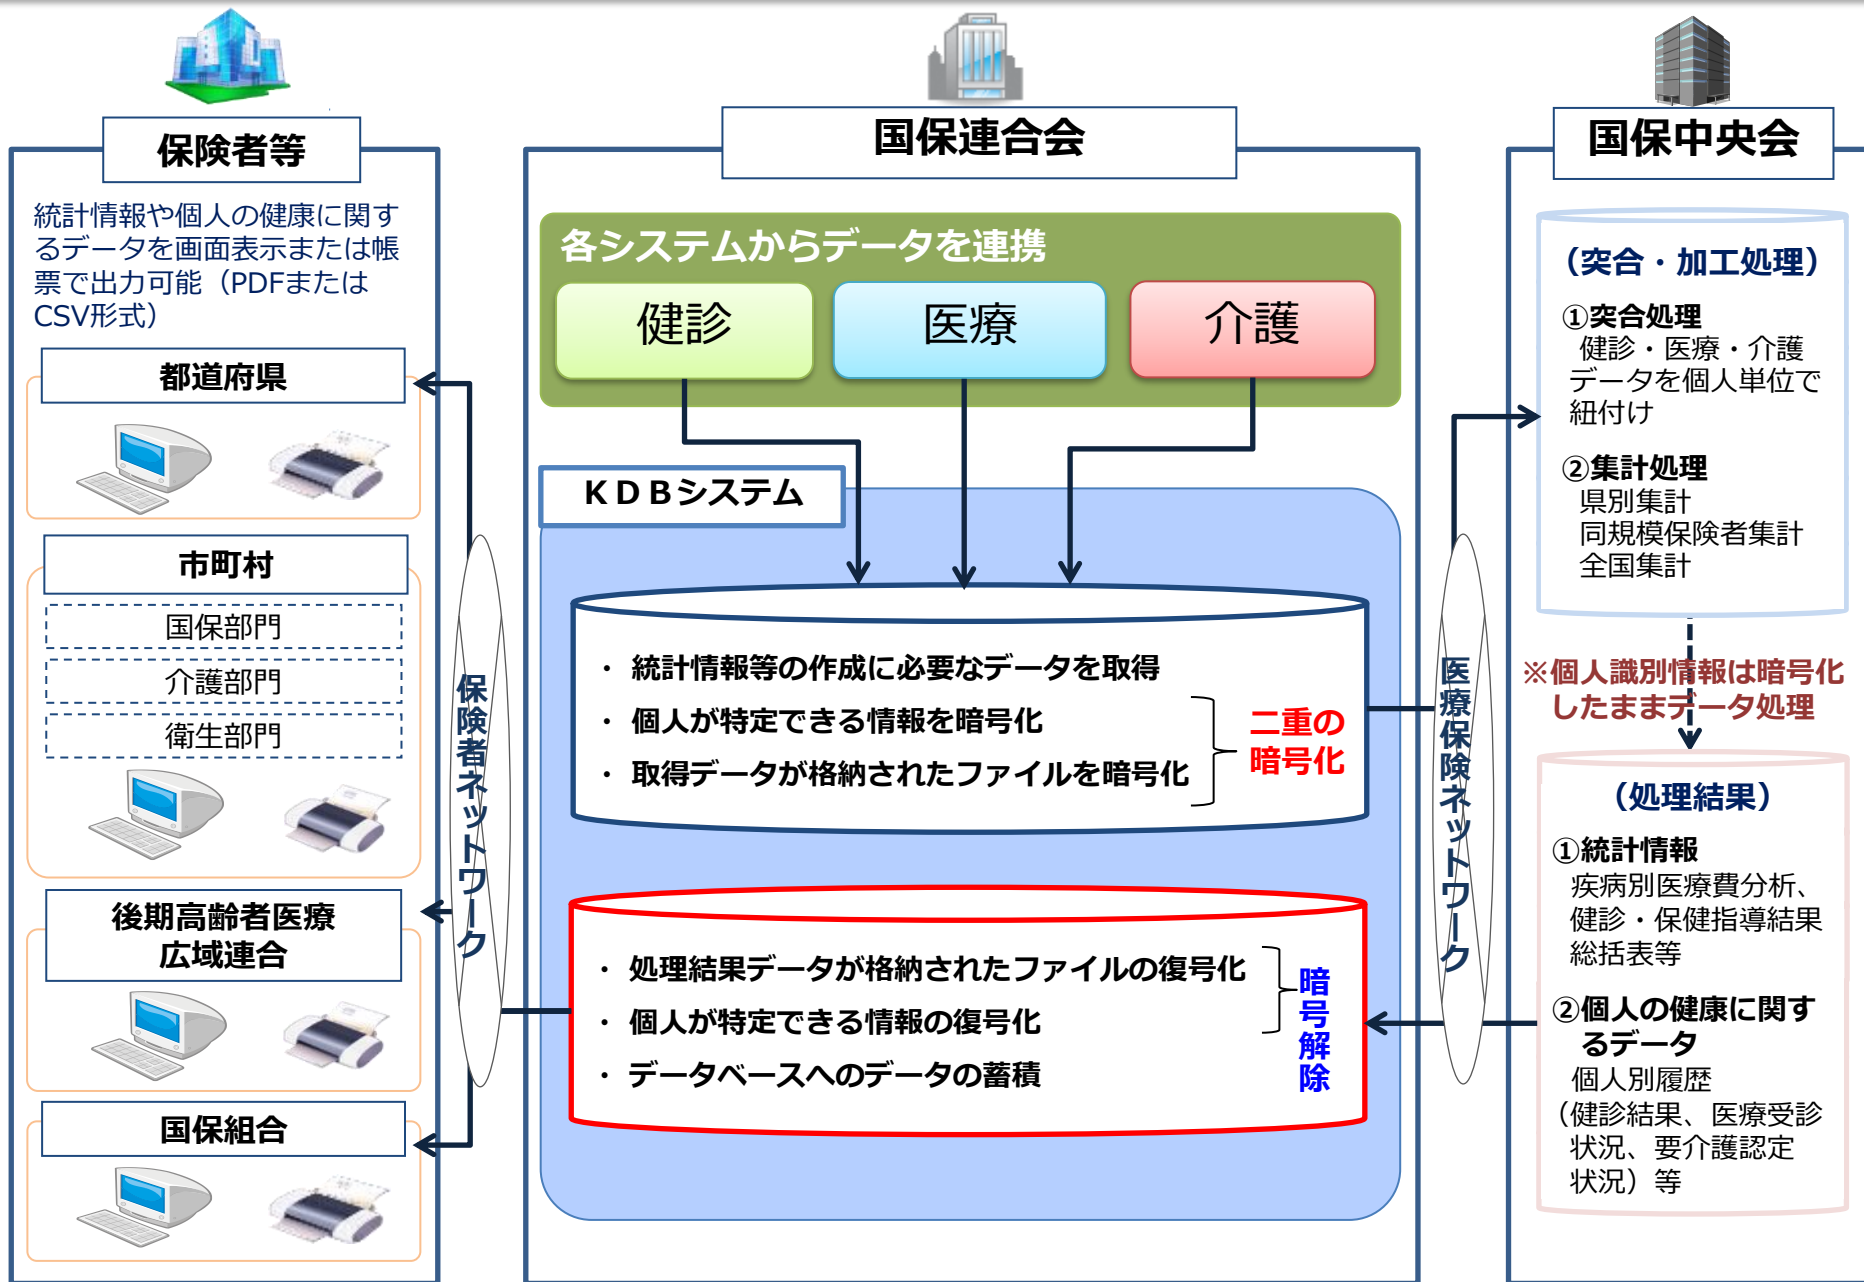 保険者等
統計情報や個人の健康に関す
るデータを画面表示または帳
票で出力可能（PDFまたは
CSV形式）
都道府県
市町村
国保部門
介護部門
衛生部門
後期高齢者医療
広域連合
国保組合
保険者ネットワーク
国保連合会
各システムからデータを連携
健診
医療
介護
ＫＤＢシステム
・ 統計情報等の作成に必要なデータを取得
・ 個人が特定できる情報を暗号化
・ 取得データが格納されたファイルを暗号化
二重の
暗号化
・ 処理結果データが格納されたファイルの復号化
・ 個人が特定できる情報の復号化
・ データベースへのデータの蓄積
暗号解除
医療保険ネットワーク
国保中央会
（突合・加工処理）
①突合処理
健診・医療・介護
データを個人単位で
紐付け
②集計処理
県別集計
同規模保険者集計
全国集計
※個人識別情報は暗号化
したままデータ処理
（処理結果）
①統計情報
疾病別医療費分析、
健診・保健指導結果
総括表等
②個人の健康に関す
るデータ
個人別履歴
（健診結果、医療受診
状況、要介護認定
状況）等